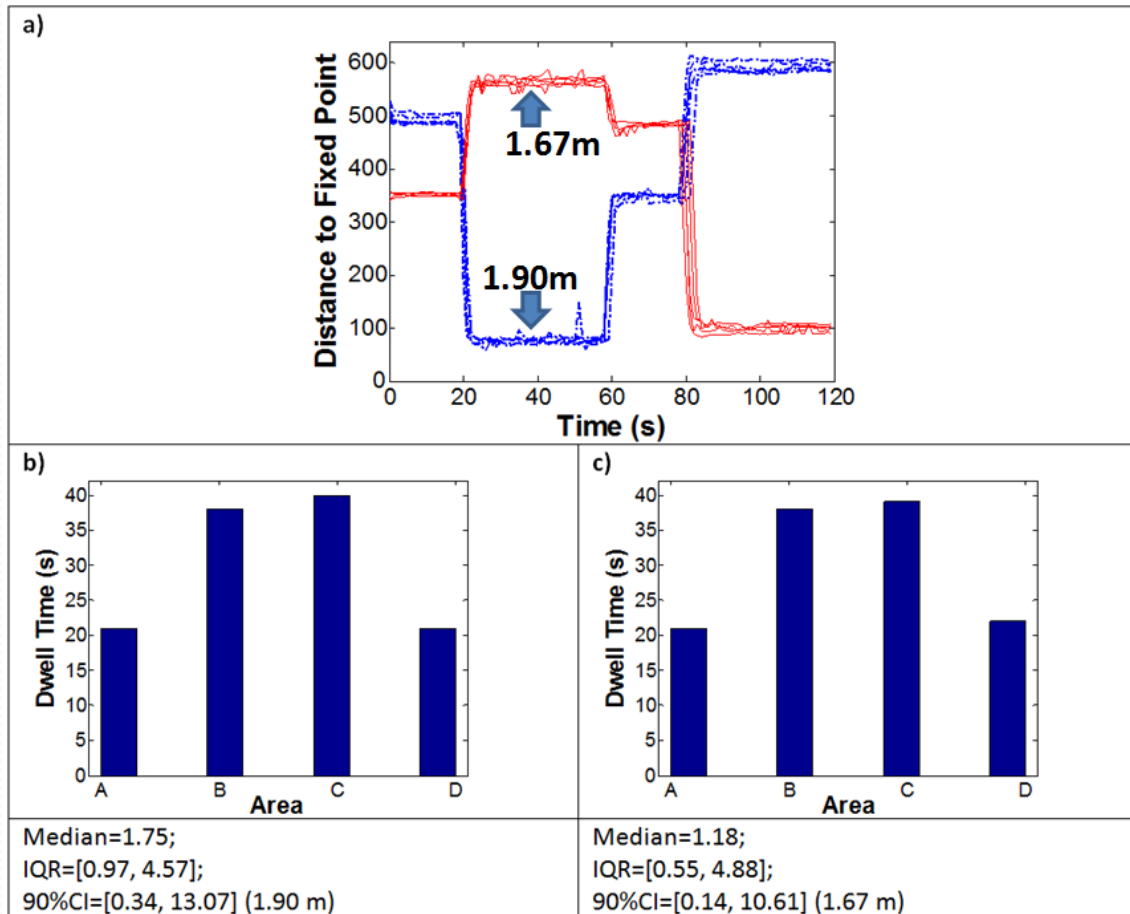 a)
Distance to Fixed Point
600
500
400
300
200
100
0
1.67m
1.90m
0 20 40 60 80 100 120
Time (s)
b)
Dwell Time (s)
40
35
30
25
20
15
10
5
0
A B C D
Area
c)
Dwell Time (s)
40
35
30
25
20
15
10
5
0
A B C D
Area
Median=1.75;
IQR=[0.97, 4.57];
90%CI=[0.34, 13.07] (1.90 m)
Median=1.18;
IQR=[0.55, 4.88];
90%CI=[0.14, 10.61] (1.67 m)